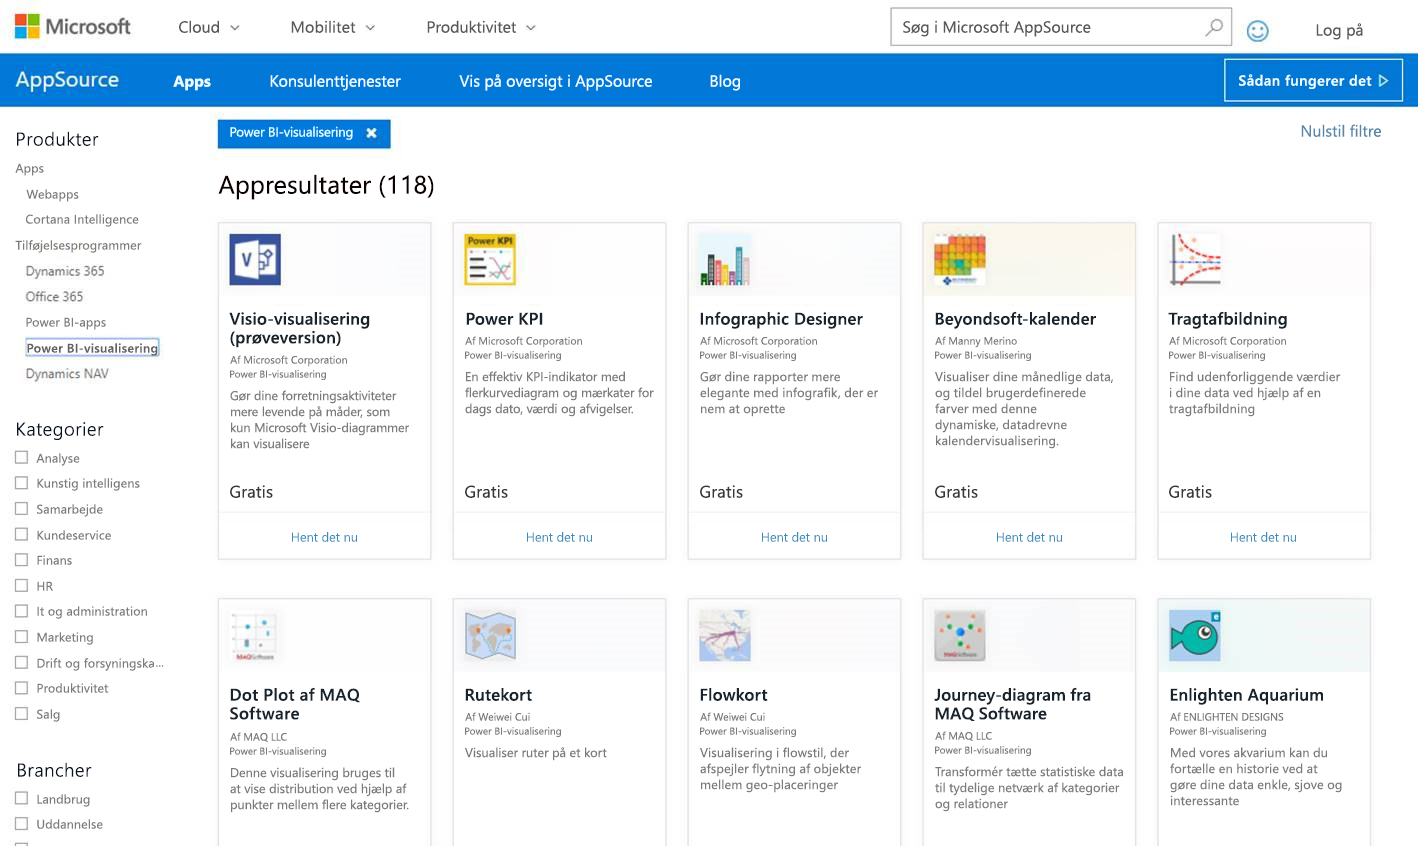 Microsoft
Cloud
Mobilitet
Produktivitet
Søg i Microsoft AppSource
Log på
AppSource
Apps
Konsulenttjenester
Vis på oversigt i AppSource
Blog
Sådan fungerer det
Produkter
Apps
Webapps
Cortana Intelligence
Tilføjelsesprogrammer
Dynamics 365
Office 365
Power BI-apps
Power BI-visualisering
Dynamics NAV
Kategorier
Analyse
Kunstig intelligens
Samarbejde
Kundeservice
Finans
HR
It og administration
Marketing
Drift og forsyningska...
Produktivitet
Salg
Brancher
Landbrug
Uddannelse
Power BI-visualisering
Nulstil filtre
Appresultater (118)
Visio-visualisering
(prøveversion)
Af Microsoft Corporation
Power BI-visualisering
Gør dine forretningsaktiviteter
mere levende på måder, som
kun Microsoft Visio-diagrammer
kan visualisere
Gratis
Hent det nu
Power KPI
Power KPI
Af Microsoft Corporation
Power BI-visualisering
En effektiv KPI-indikator med
flerkurvediagram og mærkater for
dags dato, værdi og afvigelser.
Gratis
Hent det nu
Infographic Designer
Af Microsoft Corporation
Power BI-visualisering
Gør dine rapporter mere
elegante med infografik, der er
nem at oprette
Gratis
Hent det nu
Beyondsoft-kalender
Af Manny Merino
Power BI-visualisering
Visualiser dine månedlige data,
og tildel brugerdefinerede
farver med denne
dynamiske, datadrevne
kalendervisualisering.
Gratis
Hent det nu
Tragtafbildning
Af Microsoft Corporation
Power BI-visualisering
Find udenforliggende værdier
i dine data ved hjælp af en
tragtafbildning
Gratis
Hent det nu
MAQSoftware
Dot Plot af MAQ
Software
Af MAQ LLC
Power BI-visualisering
Denne visualisering bruges til
at vise distribution ved hjælp af
punkter mellem flere kategorier.
Rutekort
Af Weiwei Cui
Power BI-visualisering
Visualiser ruter på et kort
Flowkort
Af Weiwei Cui
Power BI-visualisering
Visualisering i flowstil, der
afspejler flytning af objekter
mellem geo-placeringer
MAQSoftware
Journey-diagram fra
MAQ Software
Af MAQ LLC
Power BI-visualisering
Transformér tætte statistiske data
til tydelige netværk af kategorier
og relationer
Enlighten Aquarium
Af ENLIGHTEN DESIGNS
Power BI-visualisering
Med vores akvarium kan du
fortælle en historie ved at
gøre dine data enkle, sjove og
interessante